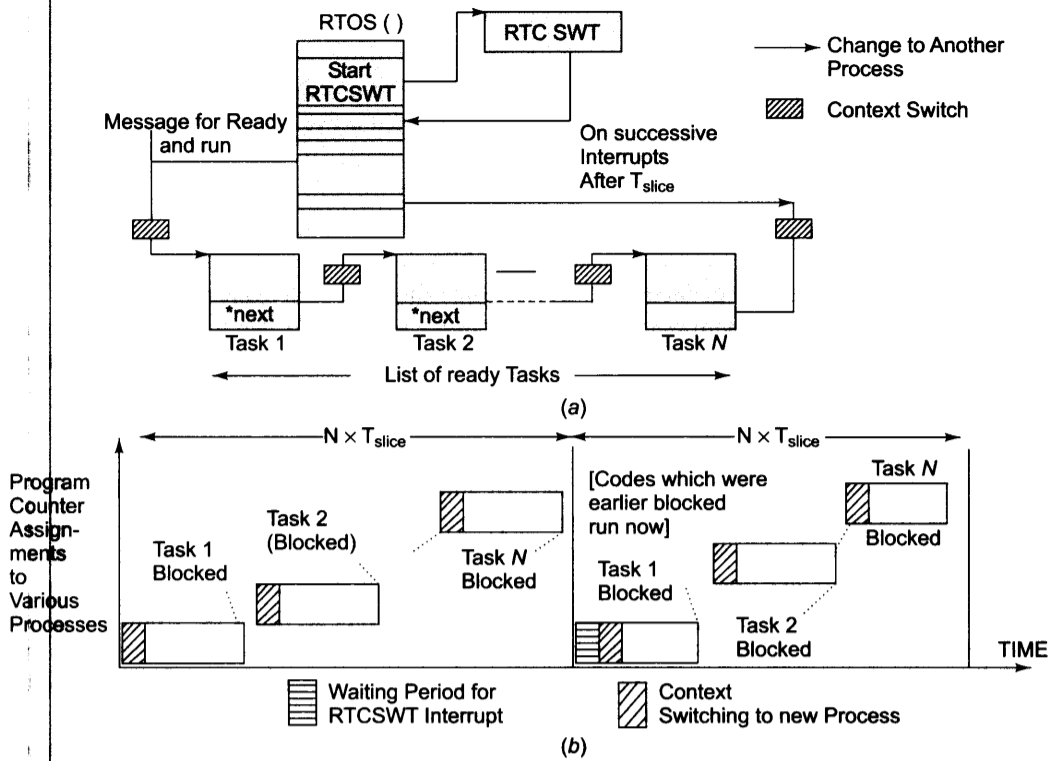 RTOS ( )
RTC SWT
Start
RTCSWT
Change to Another
Process
Context Switch
Message for Ready
and run
On successive
Interrupts
After T_slice
*next
*next
Task 1
Task 2
Task N
List of ready Tasks
(a)
N × T_slice
N × T_slice
Program
Counter
Assign-
ments
to
Various
Processes
Task 1
Blocked
Task 2
(Blocked)
Task N
Blocked
[Codes which were
earlier blocked
run now]
Task N
Blocked
Task 1
Blocked
Task 2
Blocked
TIME
Waiting Period for
RTCSWT Interrupt
Context
Switching to new Process
(b)